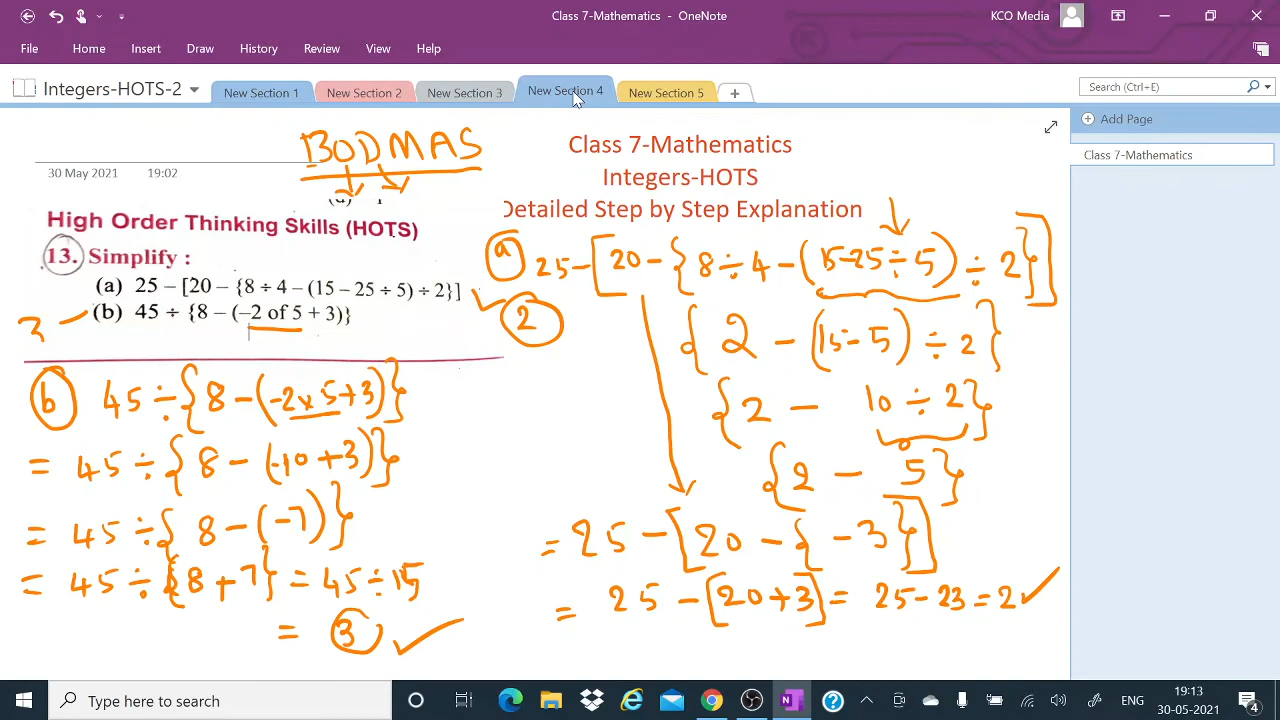 Class 7-Mathematics - OneNote
KCO Media
File Home Insert Draw History Review View Help
Integers-HOTS-2
New Section 1 New Section 2 New Section 3 New Section 4 New Section 5 +
Search (Ctrl+E)
Add Page
Class 7-Mathematics
BODMAS
30 May 2021 19:02
Class 7-Mathematics
Integers-HOTS
Detailed Step by Step Explanation
High Order Thinking Skills (HOTS)
13. Simplify :
(a) 25 – [20 – {8 ÷ 4 – (15 – 25 ÷ 5) ÷ 2}]
(b) 45 ÷ {8 – (–2 of 5 + 3)}
3
2
b 45 ÷ {8 - (-2 x 5 + 3)}
= 45 ÷ {8 - (-10 + 3)}
= 45 ÷ {8 - (-7)}
= 45 ÷ {8 + 7} = 45 ÷ 15
= 3
a 25 - [20 - {8 ÷ 4 - (15 - 25 ÷ 5) ÷ 2}]
{2 - (15 - 5) ÷ 2}
{2 - 10 ÷ 2}
{2 - 5}
= 25 - [20 - {-3}]
= 25 - [20 + 3] = 25 - 23 = 2
Type here to search
ENG
19:13
30-05-2021
4